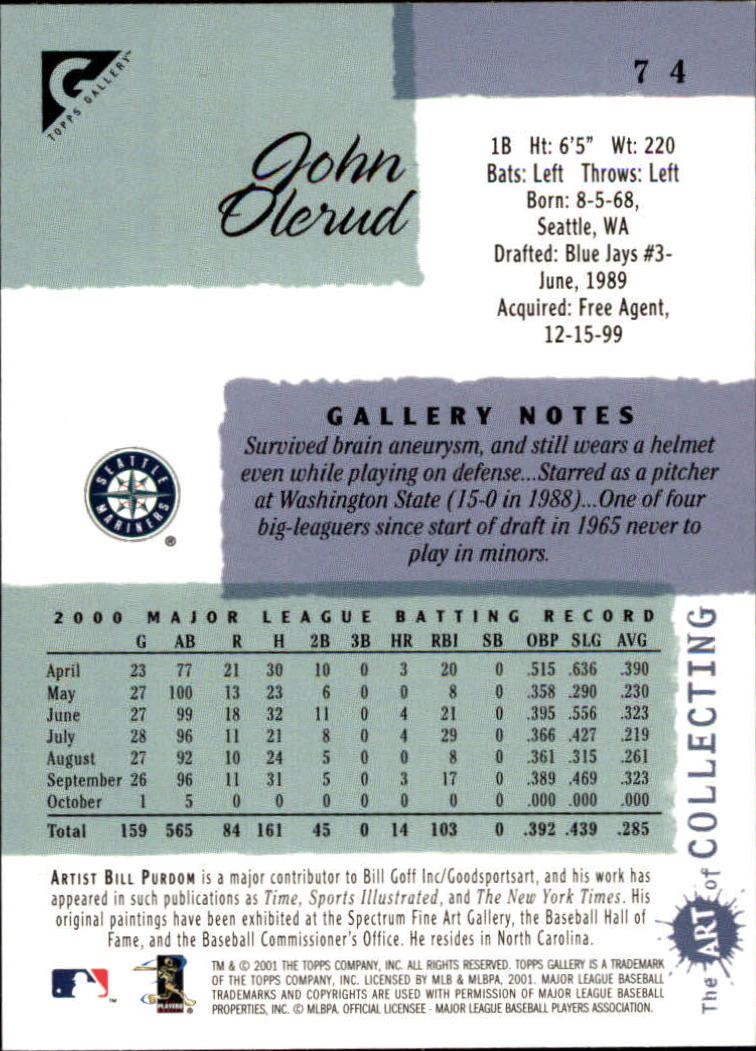 G
TOPPS GALLERY™
7 4
John
Olerud
1B Ht: 6'5" Wt: 220
Bats: Left Throws: Left
Born: 8-5-68,
Seattle, WA
Drafted: Blue Jays #3-
June, 1989
Acquired: Free Agent,
12-15-99
GALLERY NOTES
Survived brain aneurysm, and still wears a helmet
even while playing on defense...Starred as a pitcher
at Washington State (15-0 in 1988)...One of four
big-leaguers since start of draft in 1965 never to
play in minors.
SEATTLE
MARINERS
®
2000 MAJOR LEAGUE BATTING RECORD
G AB R H 2B 3B HR RBI SB OBP SLG AVG
April 23 77 21 30 10 0 3 20 0 .515 .636 .390
May 27 100 13 23 6 0 0 8 0 .358 .290 .230
June 27 99 18 32 11 0 4 21 0 .395 .556 .323
July 28 96 11 21 8 0 4 29 0 .366 .427 .219
August 27 92 10 24 5 0 0 8 0 .361 .315 .261
September 26 96 11 31 5 0 3 17 0 .389 .469 .323
October 1 5 0 0 0 0 0 0 0 .000 .000 .000
Total 159 565 84 161 45 0 14 103 0 .392 .439 .285
The ART of COLLECTING
ARTIST BILL PURDOM is a major contributor to Bill Goff Inc/Goodsportsart, and his work has
appeared in such publications as Time, Sports Illustrated, and The New York Times. His
original paintings have been exhibited at the Spectrum Fine Art Gallery, the Baseball Hall of
Fame, and the Baseball Commissioner's Office. He resides in North Carolina.
TM & © 2001 THE TOPPS COMPANY, INC. ALL RIGHTS RESERVED. TOPPS GALLERY IS A TRADEMARK
OF THE TOPPS COMPANY, INC. LICENSED BY MLB & MLBPA, 2001. MAJOR LEAGUE BASEBALL
TRADEMARKS AND COPYRIGHTS ARE USED WITH PERMISSION OF MAJOR LEAGUE BASEBALL
PROPERTIES, INC. © MLBPA. OFFICIAL LICENSEE - MAJOR LEAGUE BASEBALL PLAYERS ASSOCIATION.
™
PLAYERS
®